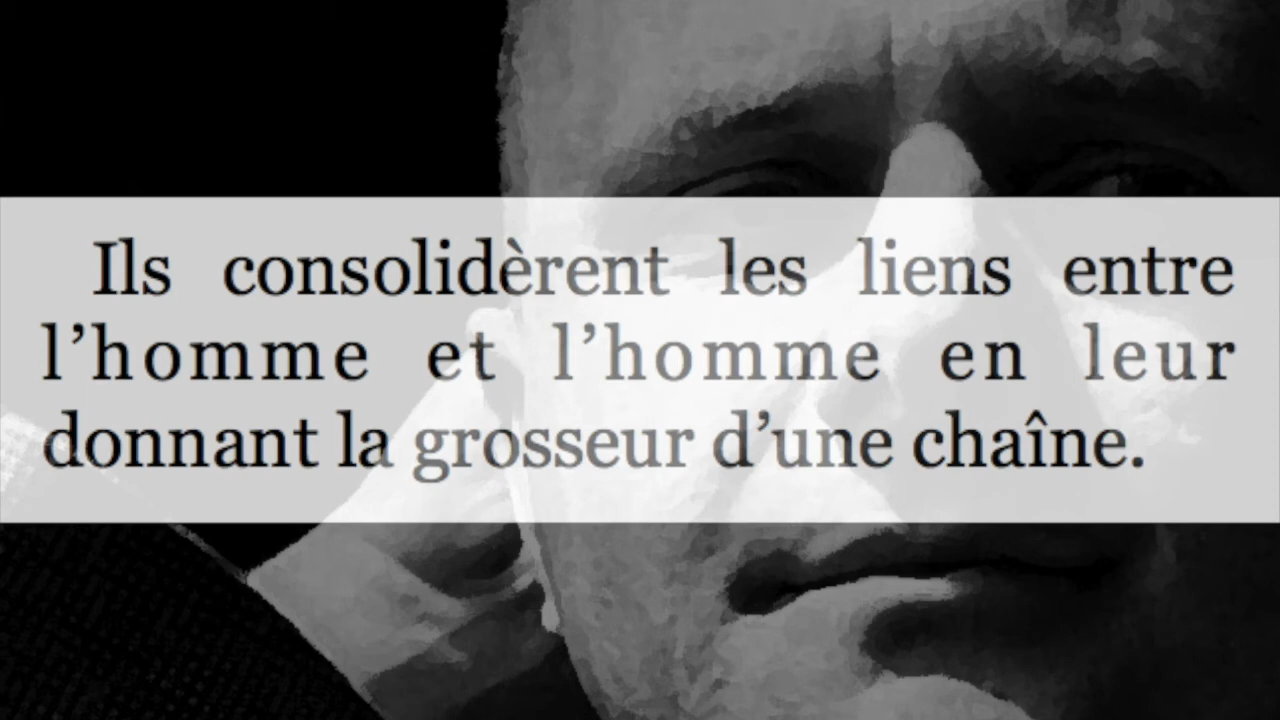 Ils consolidèrent les liens entre
l’homme et l’homme en leur
donnant la grosseur d’une chaîne.